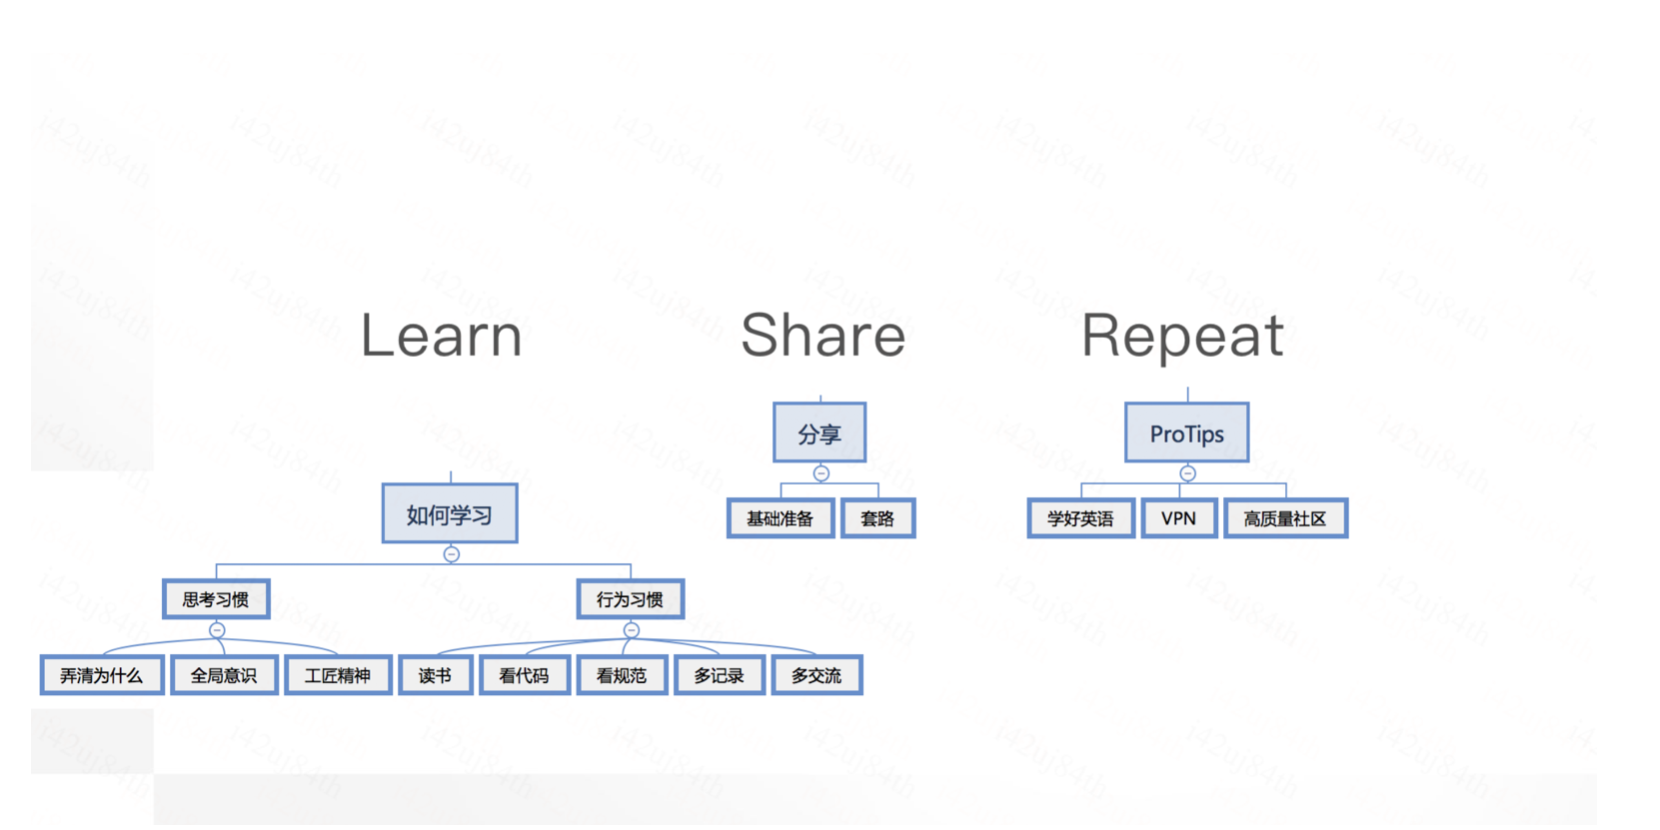 Learn
Share
Repeat
分享
ProTips
如何学习
基础准备
套路
学好英语
VPN
高质量社区
思考习惯
行为习惯
弄清为什么
全局意识
工匠精神
读书
看代码
看规范
多记录
多交流
i42uj84th